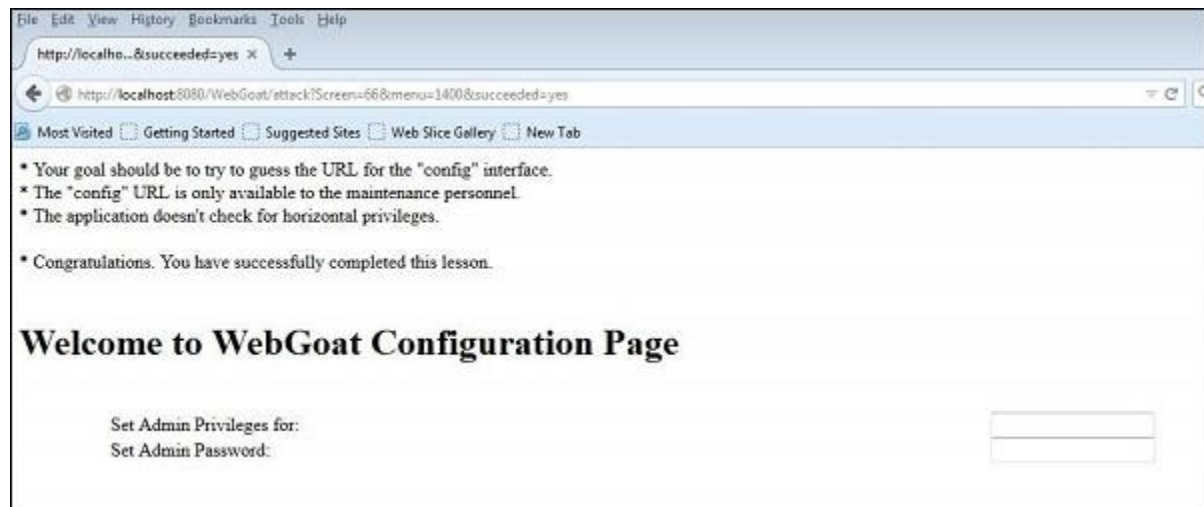 File Edit View History Bookmarks Tools Help
http://localho...&succeeded=yes × +
http://localhost:8080/WebGoat/attack?Screen=66&menu=1400&succeeded=yes
Most Visited Getting Started Suggested Sites Web Slice Gallery New Tab
* Your goal should be to try to guess the URL for the "config" interface.
* The "config" URL is only available to the maintenance personnel.
* The application doesn't check for horizontal privileges.
* Congratulations. You have successfully completed this lesson.
Welcome to WebGoat Configuration Page
Set Admin Privileges for:
Set Admin Password: